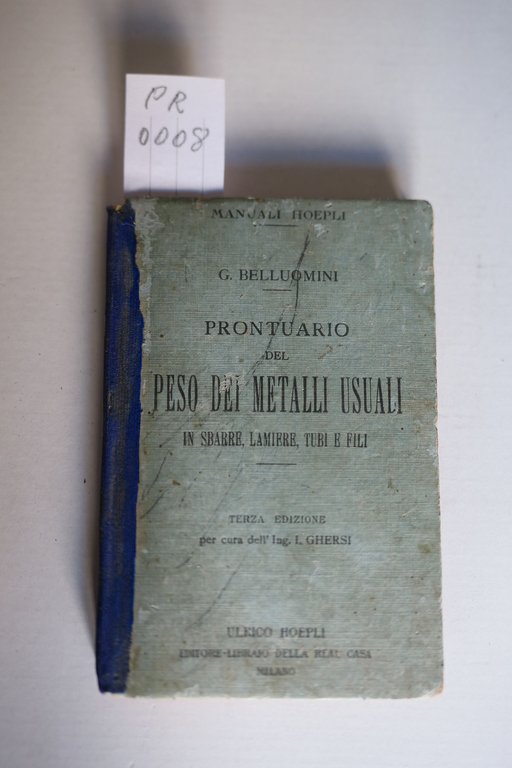 PR
0008
MANUALI HOEPLI
G. BELLUOMINI
PRONTUARIO
DEL
PESO DEI METALLI USUALI
IN SBARRE, LAMIERE, TUBI E FILI
TERZA EDIZIONE
per cura dell' Ing. I. GHERSI
ULRICO HOEPLI
EDITORE-LIBRAIO DELLA REAL CASA
MILANO